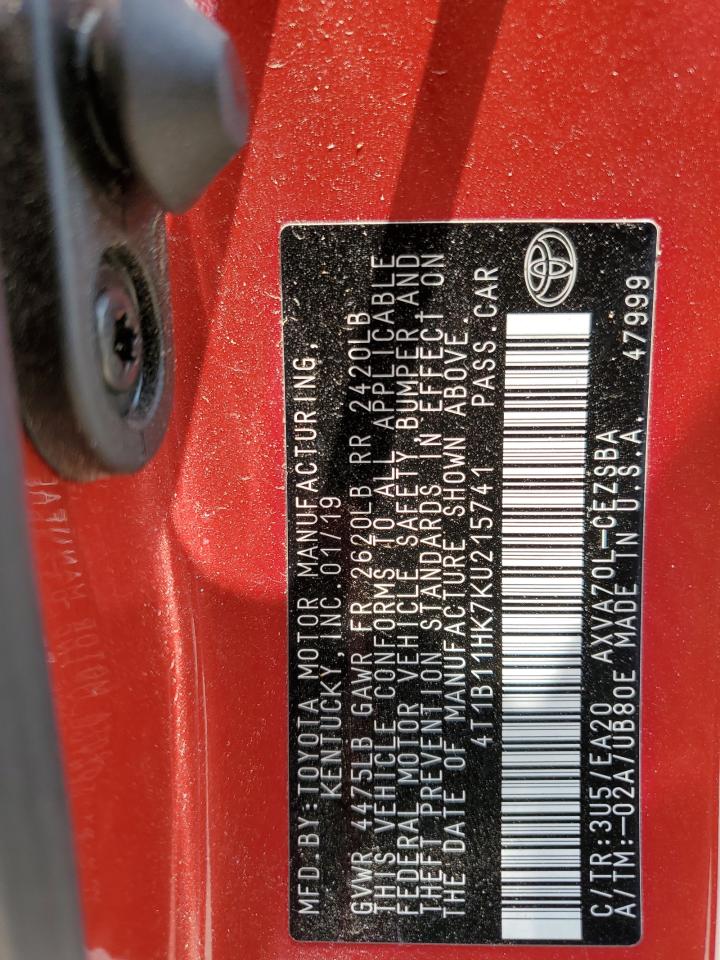 MFD.BY:TOYOTA MOTOR MANUFACTURING,
KENTUCKY,INC. 01/19
GVWR 4475LB GAWR FR 2620LB RR 2420LB
THIS VEHICLE CONFORMS TO ALL APPLICABLE
FEDERAL MOTOR VEHICLE SAFETY,BUMPER,AND
THEFT PREVENTION STANDARDS IN EFFECT ON
THE DATE OF MANUFACTURE SHOWN ABOVE.
4T1B11HK7KU215741 PASS.CAR
C/TR:3U5/EA20 AXVA70L-CEZSBA
A/TM:-02A/UB80E MADE IN U.S.A. 47999